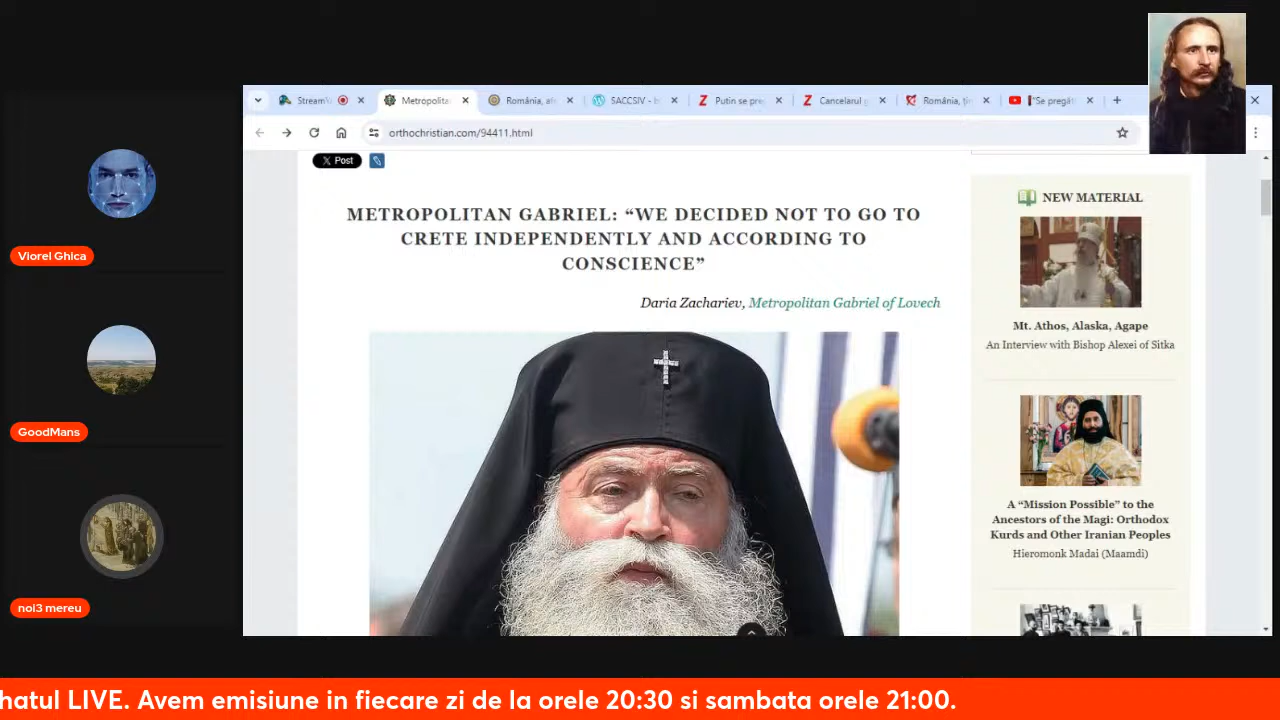 StreamY
Metropolita
România, af
SACCSIV - b
Putin se pre
Cancelarul g
România, țin
"Se pregăt
orthochristian.com/94411.html
Post
METROPOLITAN GABRIEL: “WE DECIDED NOT TO GO TO
CRETE INDEPENDENTLY AND ACCORDING TO
CONSCIENCE”
Daria Zachariev, Metropolitan Gabriel of Lovech
NEW MATERIAL
Mt. Athos, Alaska, Agape
An Interview with Bishop Alexei of Sitka
A “Mission Possible” to the
Ancestors of the Magi: Orthodox
Kurds and Other Iranian Peoples
Hieromonk Madai (Maamdi)
Viorel Ghica
GoodMans
noi3 mereu
hatul LIVE. Avem emisiune in fiecare zi de la orele 20:30 si sambata orele 21:00.